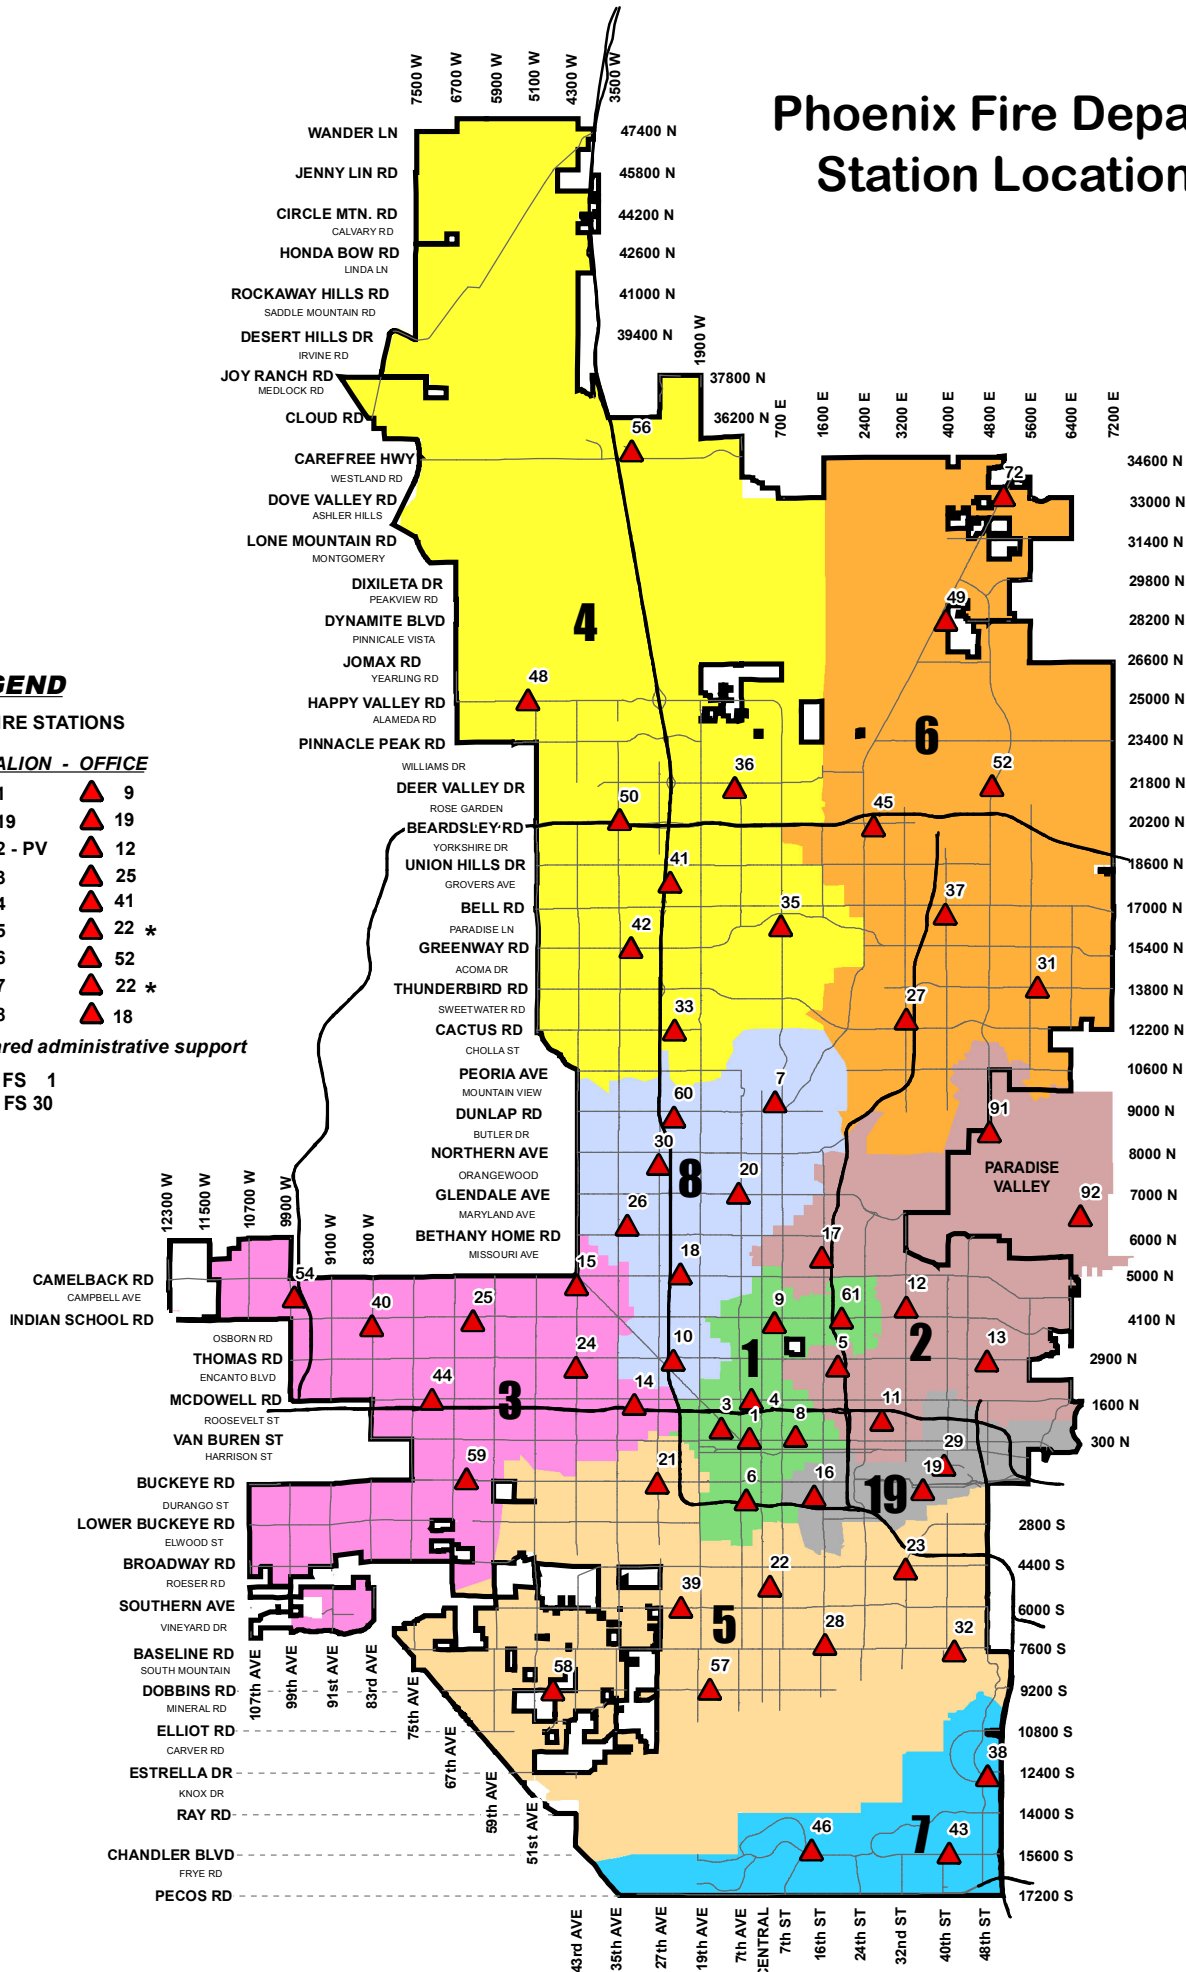 Phoenix Fire Depa
Station Location
7500 W
6700 W
5900 W
5100 W
4300 W
3500 W
WANDER LN
47400 N
JENNY LIN RD
45800 N
CIRCLE MTN. RD
44200 N
CALVARY RD
HONDA BOW RD
42600 N
LINDA LN
ROCKAWAY HILLS RD
41000 N
SADDLE MOUNTAIN RD
DESERT HILLS DR
39400 N
IRVINE RD
1900 W
JOY RANCH RD
37800 N
MEDLOCK RD
CLOUD RD
36200 N
700 E
1600 E
2400 E
3200 E
4000 E
4800 E
5600 E
6400 E
7200 E
56
CAREFREE HWY
34600 N
WESTLAND RD
72
DOVE VALLEY RD
33000 N
ASHLER HILLS
LONE MOUNTAIN RD
31400 N
MONTGOMERY
DIXILETA DR
29800 N
PEAKVIEW RD
49
4
DYNAMITE BLVD
28200 N
PINNICALE VISTA
JOMAX RD
26600 N
YEARLING RD
48
HAPPY VALLEY RD
25000 N
ALAMEDA RD
6
PINNACLE PEAK RD
23400 N
WILLIAMS DR
36
52
DEER VALLEY DR
21800 N
50
45
ROSE GARDEN
BEARDSLEY RD
20200 N
YORKSHIRE DR
41
UNION HILLS DR
18600 N
GROVERS AVE
37
35
BELL RD
17000 N
42
PARADISE LN
GREENWAY RD
15400 N
ACOMA DR
31
THUNDERBIRD RD
13800 N
27
33
SWEETWATER RD
CACTUS RD
12200 N
CHOLLA ST
PEORIA AVE
10600 N
7
MOUNTAIN VIEW
60
91
DUNLAP RD
9000 N
BUTLER DR
30
NORTHERN AVE
8000 N
8
PARADISE
VALLEY
ORANGEWOOD
20
92
GLENDALE AVE
7000 N
26
MARYLAND AVE
BETHANY HOME RD
6000 N
17
MISSOURI AVE
GEND
IRE STATIONS
ALION - OFFICE
1 9
19 19
2 - PV 12
3 25
4 41
5 22 *
6 52
7 22 *
8 18
ared administrative support
FS 1
FS 30
12300 W
11500 W
10700 W
9900 W
9100 W
8300 W
15
18
CAMELBACK RD
5000 N
54
12
CAMPBELL AVE
40
25
9
61
INDIAN SCHOOL RD
4100 N
OSBORN RD
24
10
1
5
2
13
THOMAS RD
2900 N
ENCANTO BLVD
44
3
14
MCDOWELL RD
1600 N
3
4
1
8
11
ROOSEVELT ST
VAN BUREN ST
300 N
HARRISON ST
29
59
21
19
BUCKEYE RD
6
16
19
DURANGO ST
LOWER BUCKEYE RD
2800 S
ELWOOD ST
23
BROADWAY RD
4400 S
22
ROESER RD
39
SOUTHERN AVE
6000 S
5
VINEYARD DR
28
32
BASELINE RD
7600 S
SOUTH MOUNTAIN
58
57
DOBBINS RD
9200 S
MINERAL RD
107th AVE
99th AVE
91st AVE
83rd AVE
75th AVE
67th AVE
59th AVE
51st AVE
ELLIOT RD
10800 S
CARVER RD
38
ESTRELLA DR
12400 S
KNOX DR
RAY RD
14000 S
46
7
43
CHANDLER BLVD
15600 S
FRYE RD
PECOS RD
17200 S
43rd AVE
35th AVE
27th AVE
19th AVE
7th AVE
CENTRAL
7th ST
16th ST
24th ST
32nd ST
40th ST
48th ST